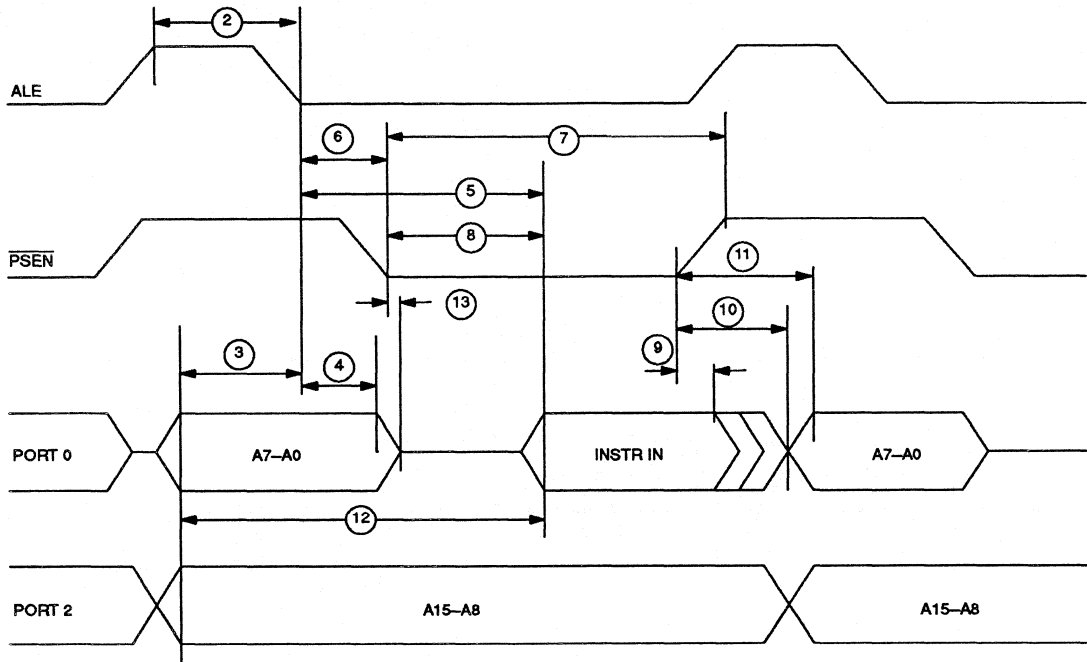 2
ALE
6
7
5
8
PSEN
11
13
10
9
3
4
PORT 0
A7–A0
INSTR IN
A7–A0
12
PORT 2
A15–A8
A15–A8